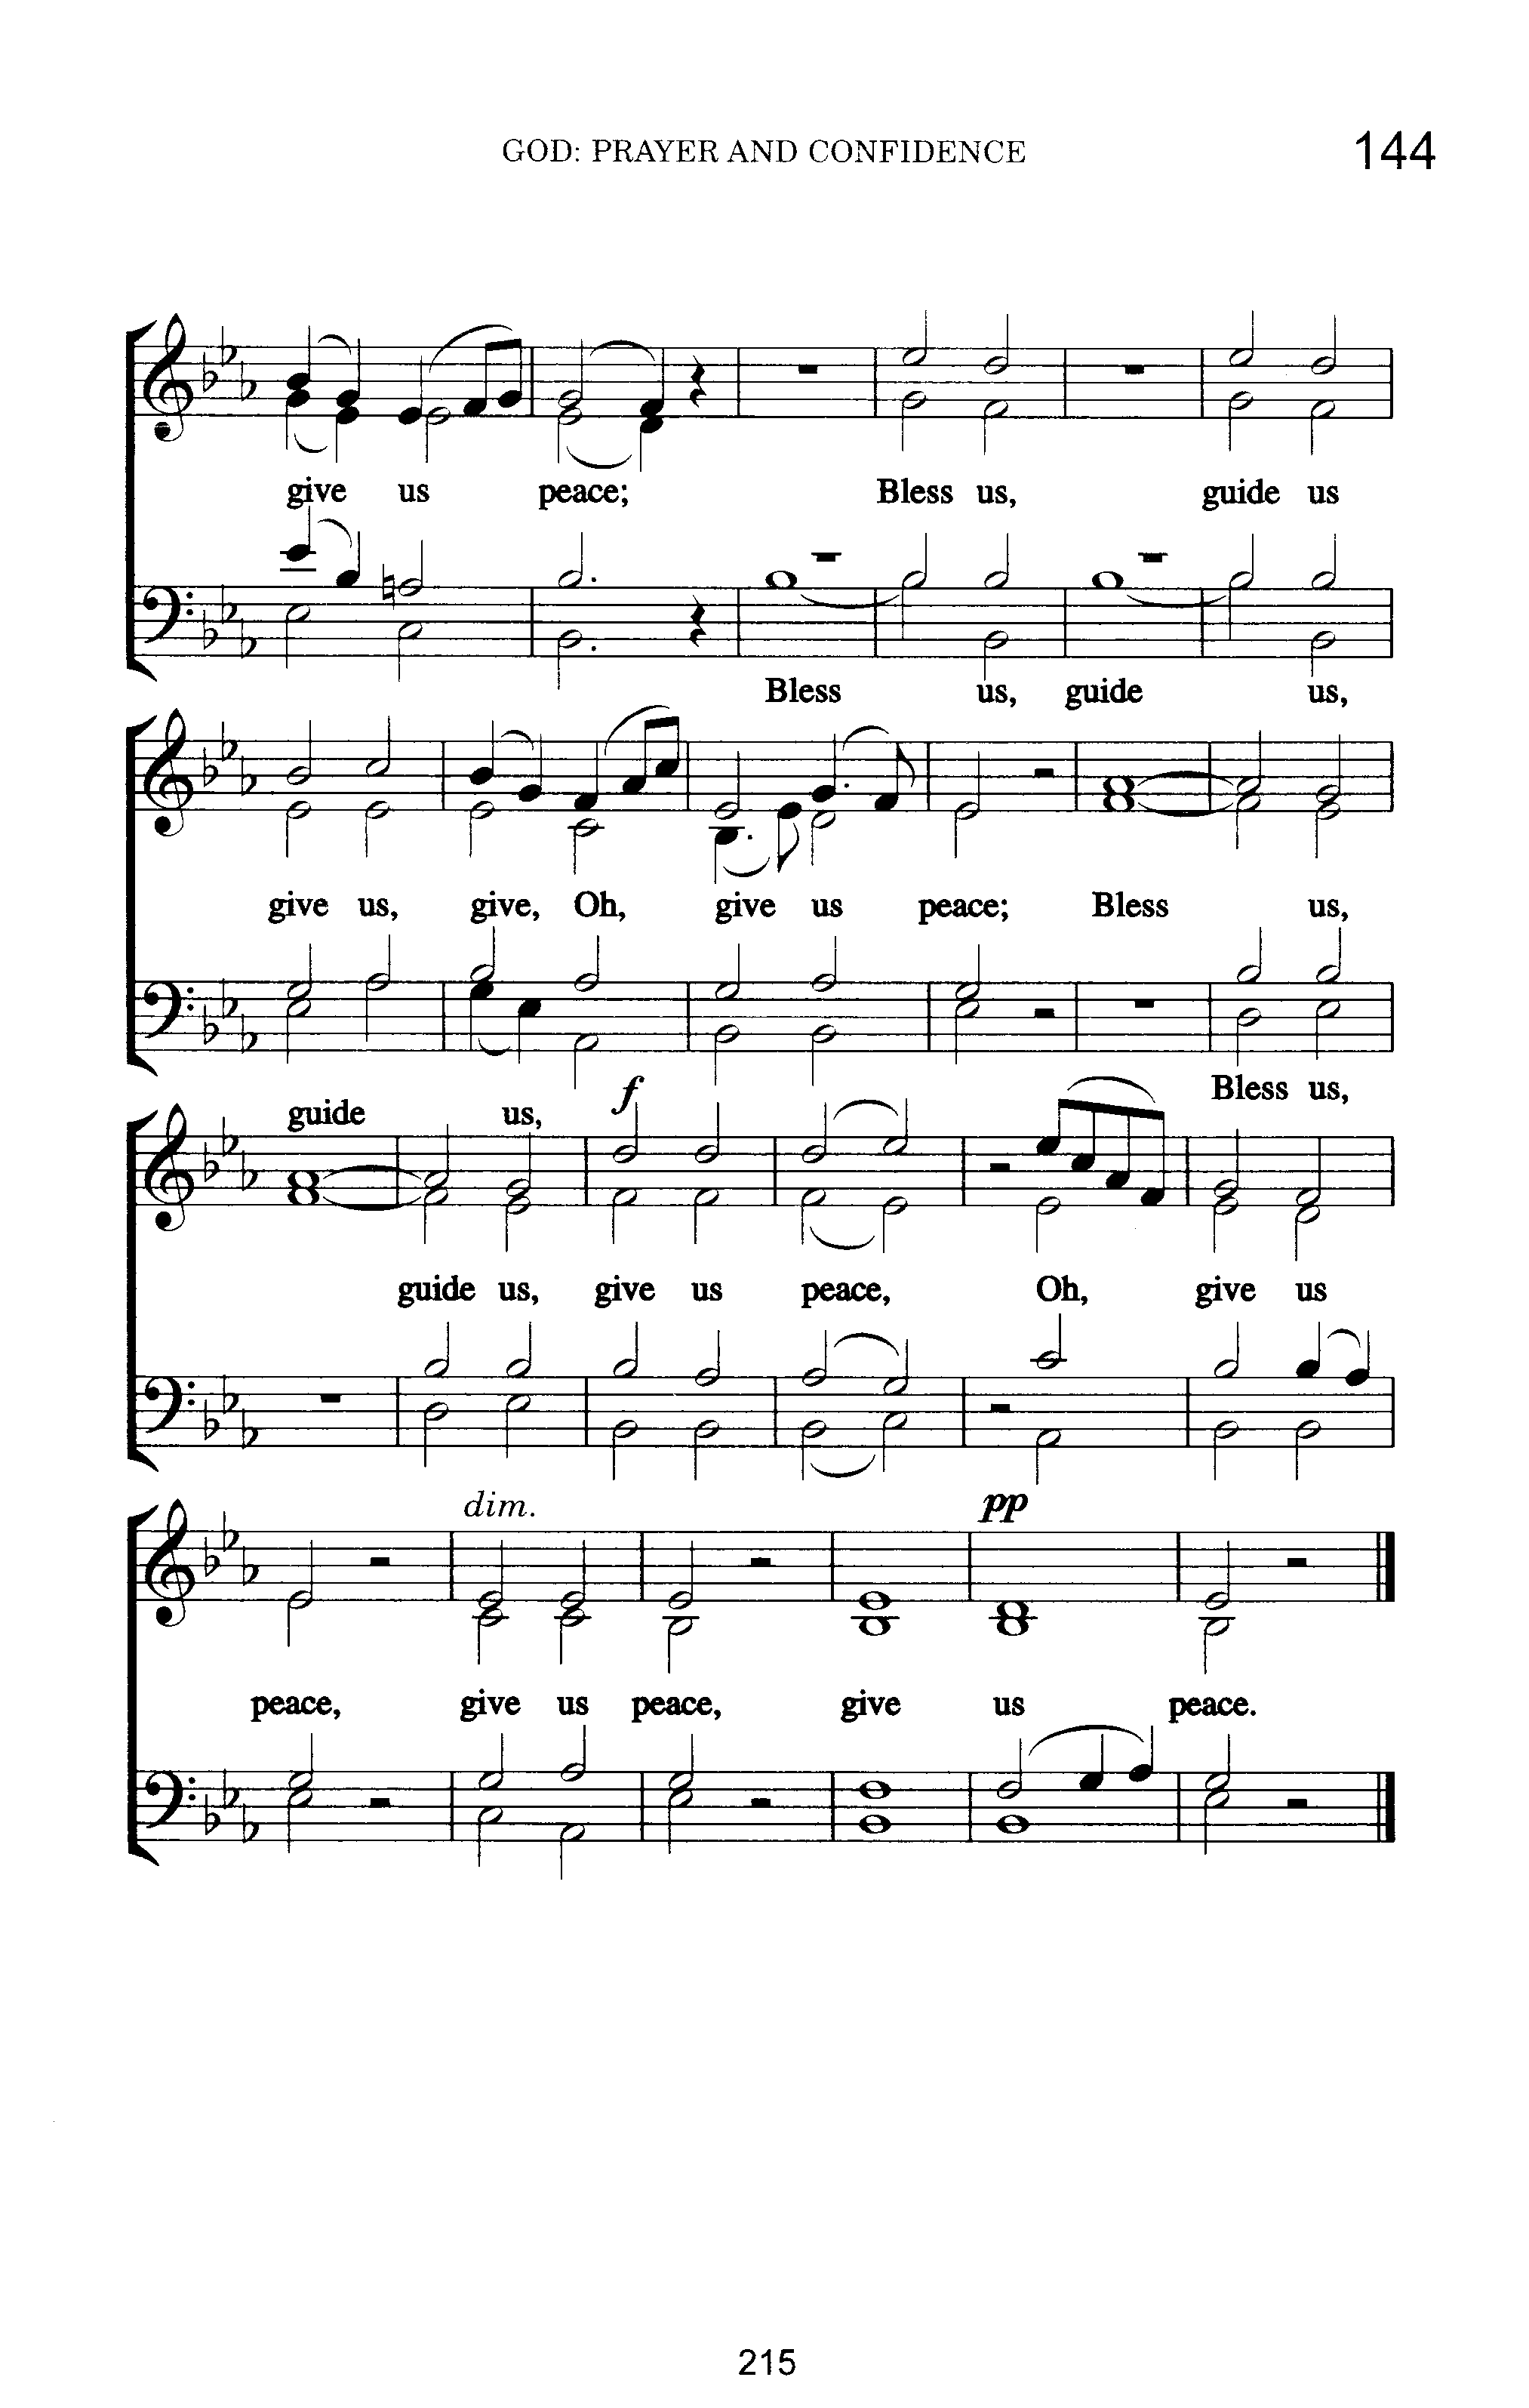 GOD: PRAYER AND CONFIDENCE 144
give us peace; Bless us, guide us
Bless us, guide us,
give us, give, Oh, give us peace; Bless us,
Bless us,
guide us,
f
guide us, give us peace, Oh, give us
dim. pp
peace, give us peace, give us peace.
215